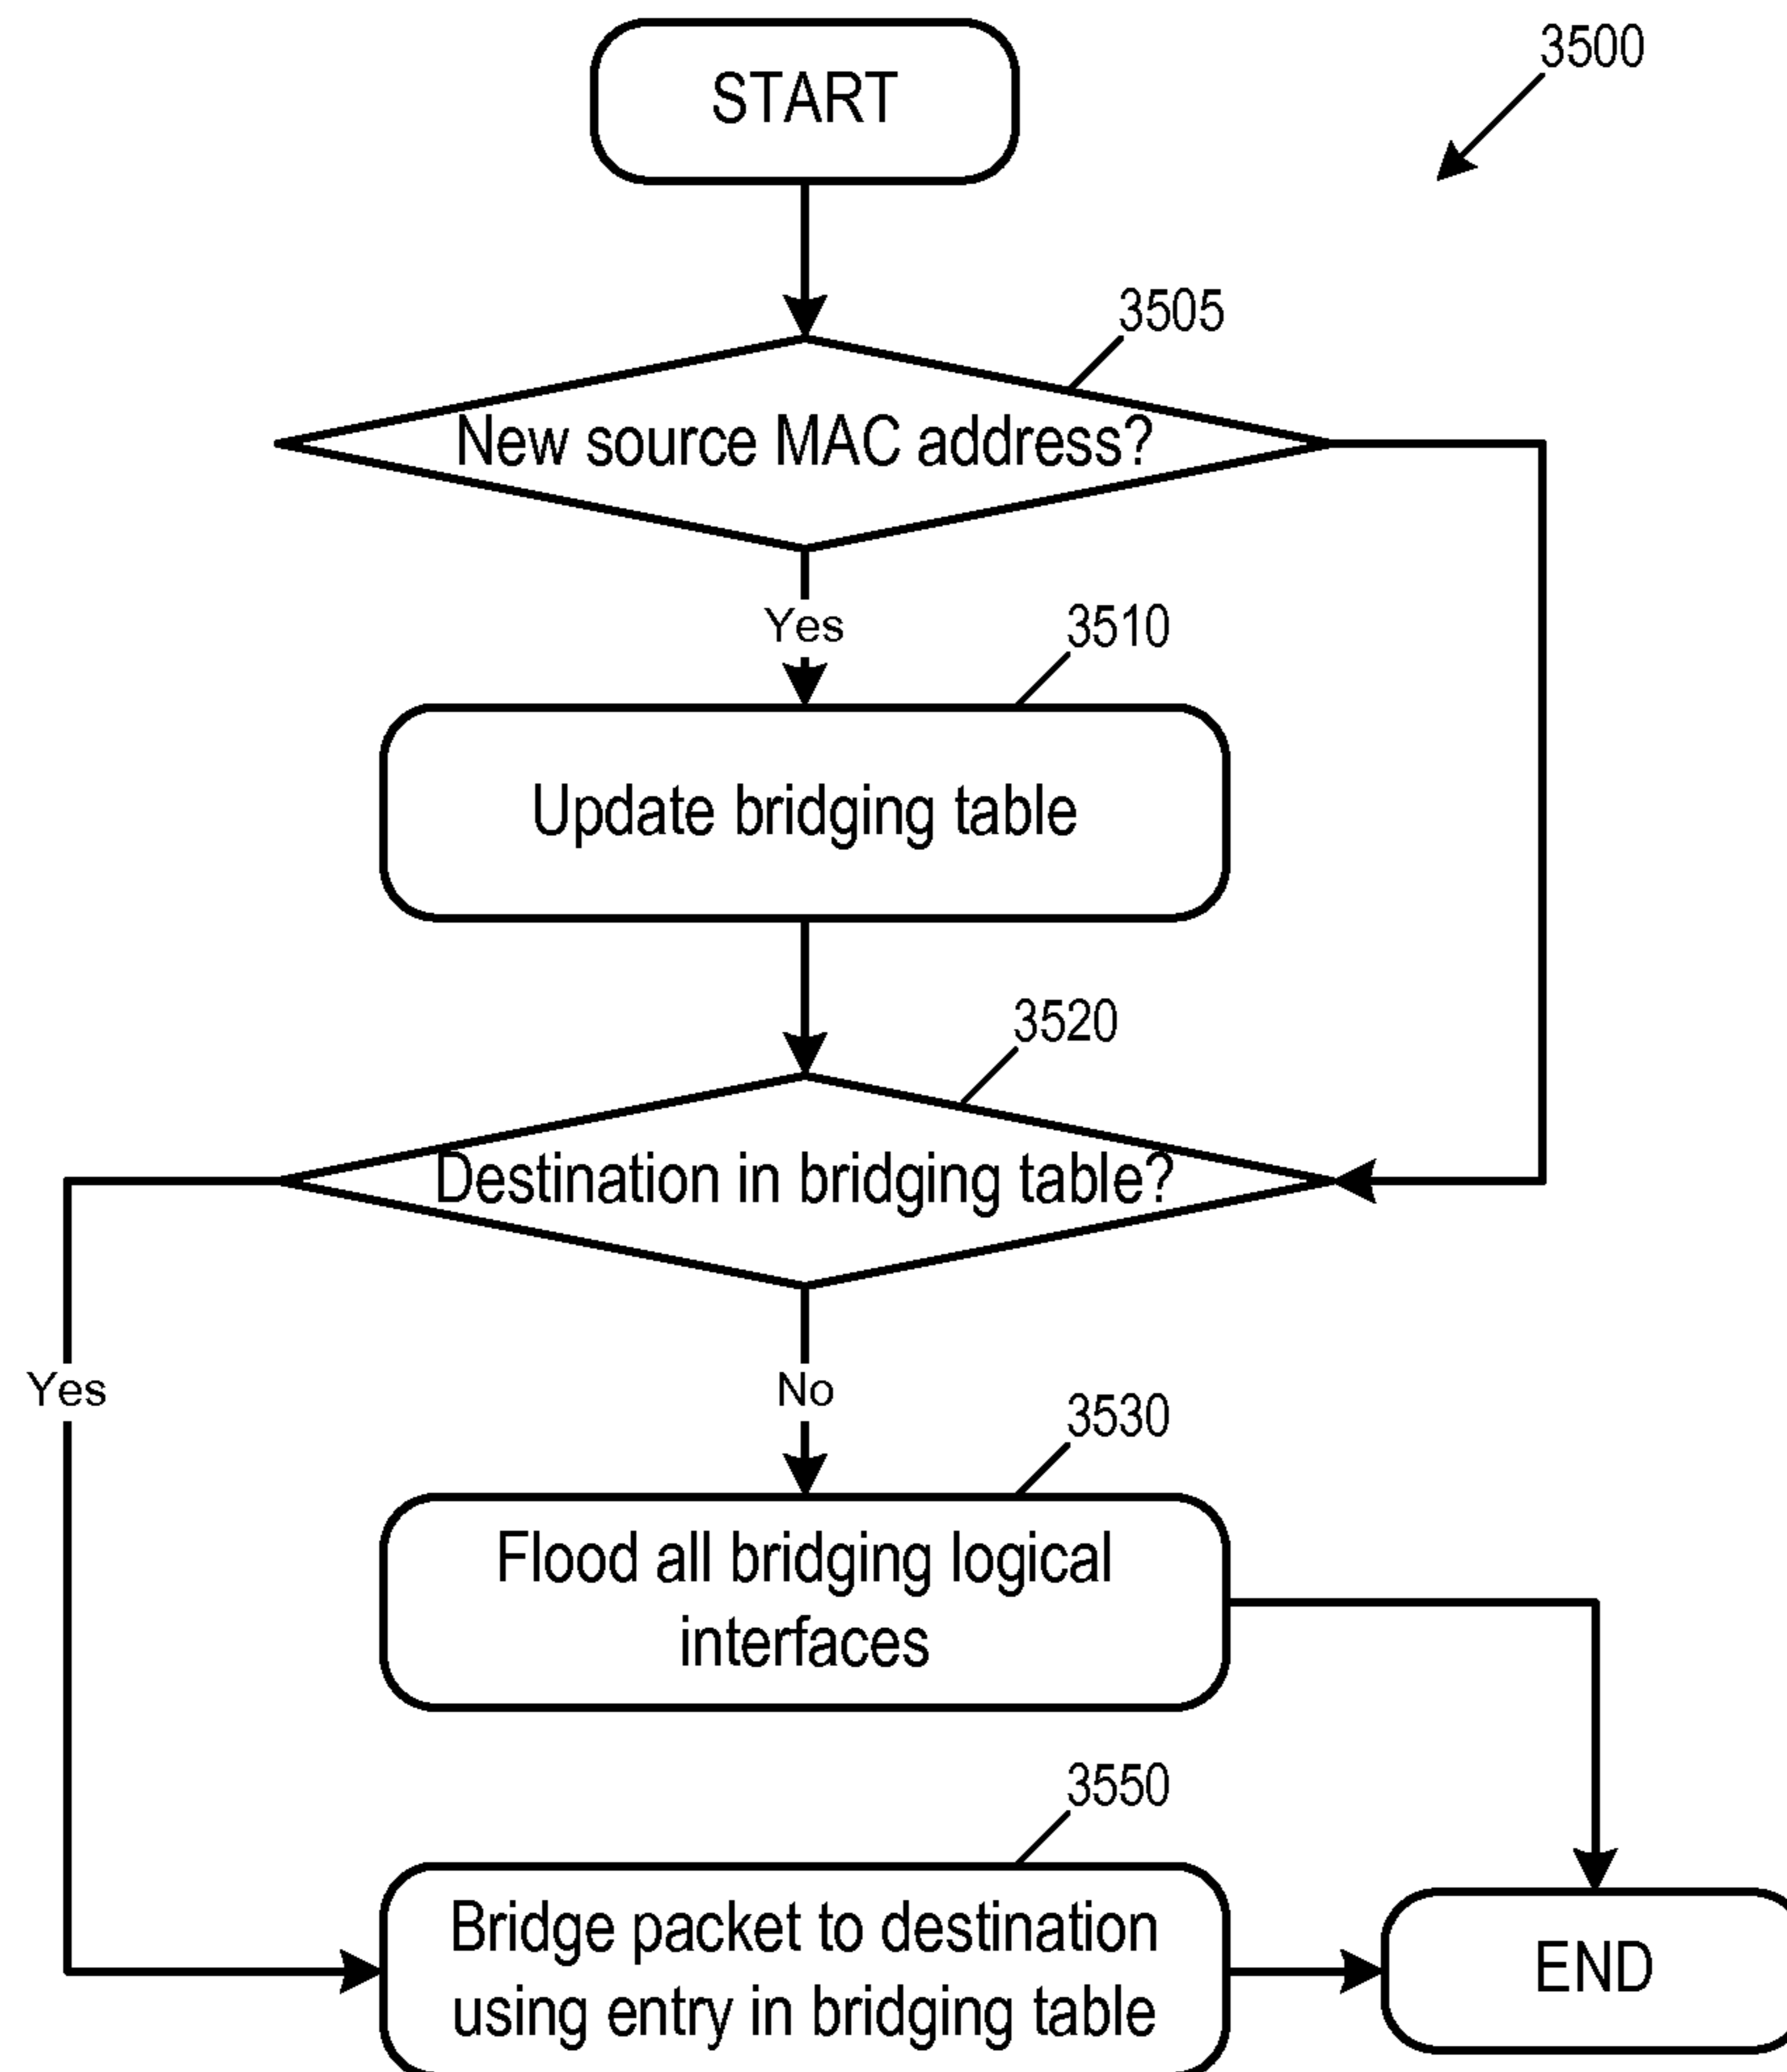 START
3500
3505
New source MAC address?
Yes
3510
Update bridging table
3520
Destination in bridging table?
Yes
No
3530
Flood all bridging logical
interfaces
3550
Bridge packet to destination
using entry in bridging table
END